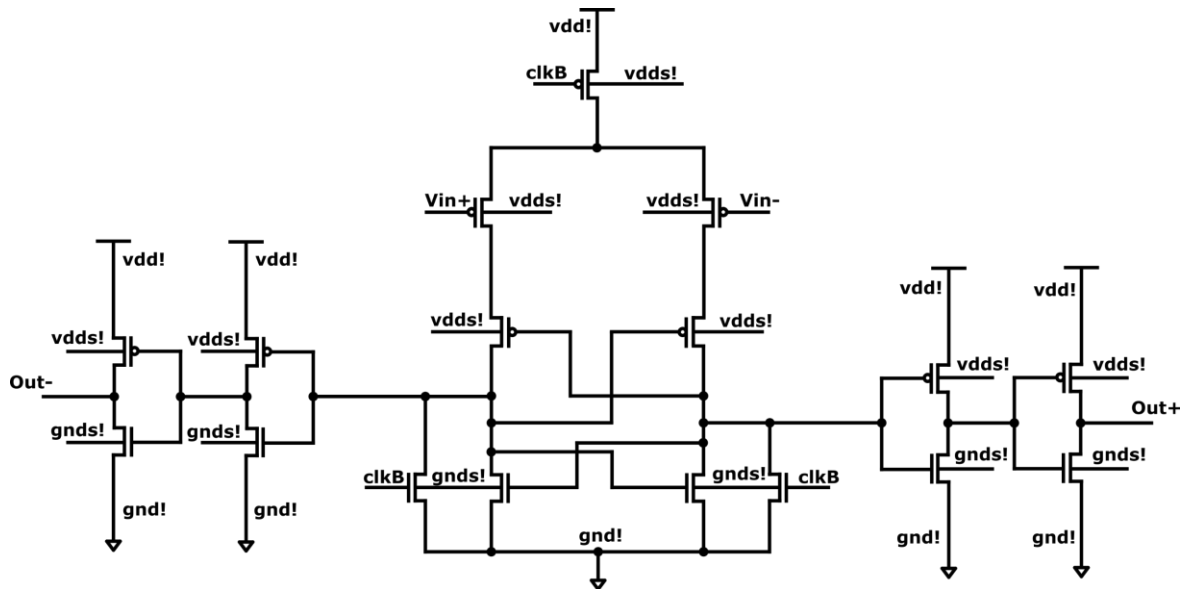 vdd!
clkB vdds!
Vin+ vdds! vdds! Vin-
vdd! vdd! vdd! vdd!
vdds! vdds! vdds! vdds!
vdds! vdds!
Out- Out+
gnds! gnds! gnds! gnds!
clkB gnds! gnds! clkB
gnd! gnd! gnd! gnd! gnd!